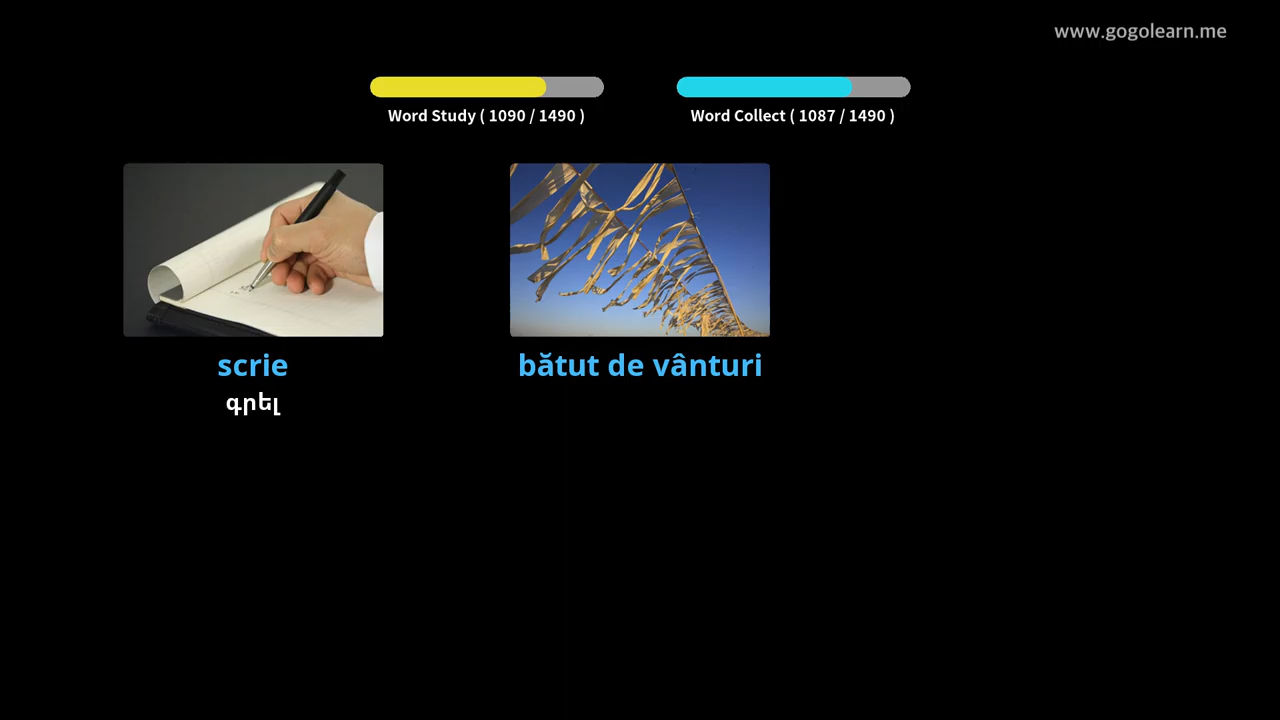 www.gogolearn.me
Word Study ( 1090 / 1490 )
Word Collect ( 1087 / 1490 )
scrie
գրել
bătut de vânturi